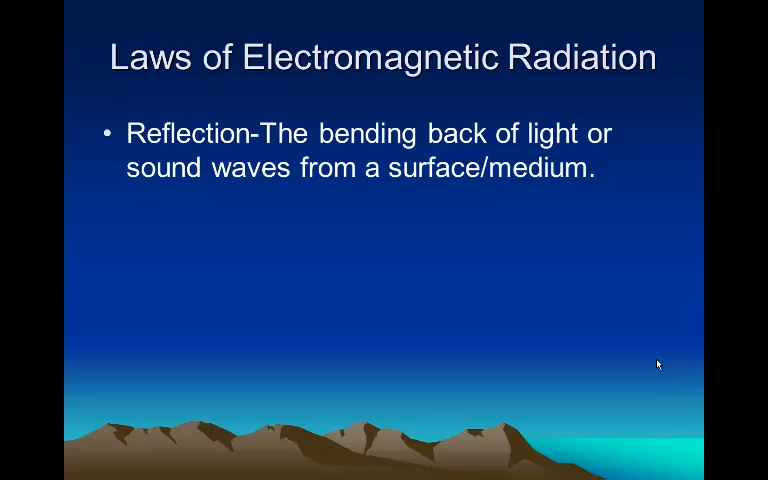 Laws of Electromagnetic Radiation
• Reflection-The bending back of light or
sound waves from a surface/medium.